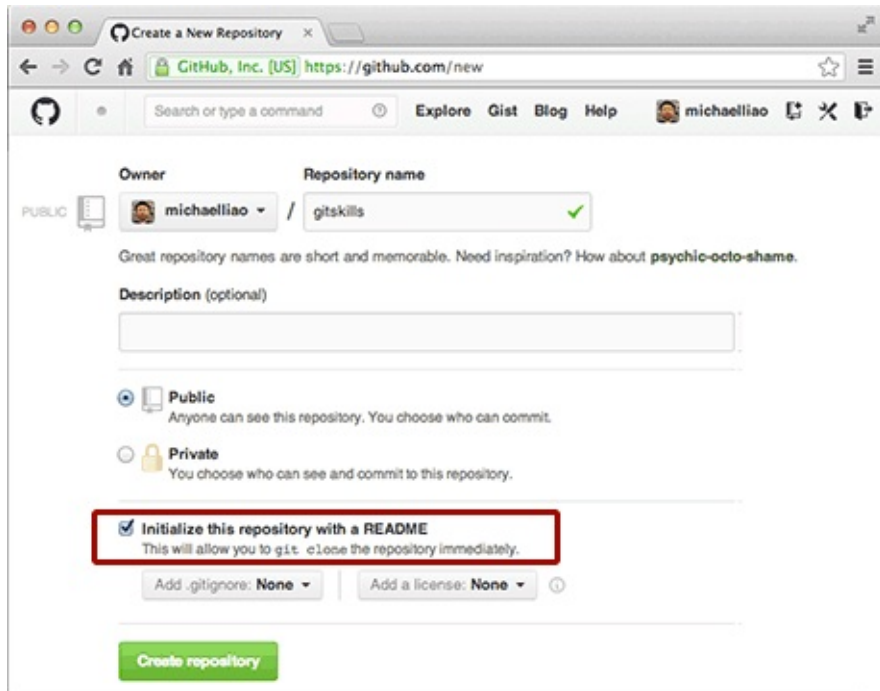 Create a New Repository
GitHub, Inc. [US] https://github.com/new
Search or type a command Explore Gist Blog Help michaelliao
Owner Repository name
PUBLIC michaelliao / gitskills
Great repository names are short and memorable. Need inspiration? How about psychic-octo-shame.
Description (optional)
Public
Anyone can see this repository. You choose who can commit.
Private
You choose who can see and commit to this repository.
Initialize this repository with a README
This will allow you to git clone the repository immediately.
Add .gitignore: None Add a license: None
Create repository